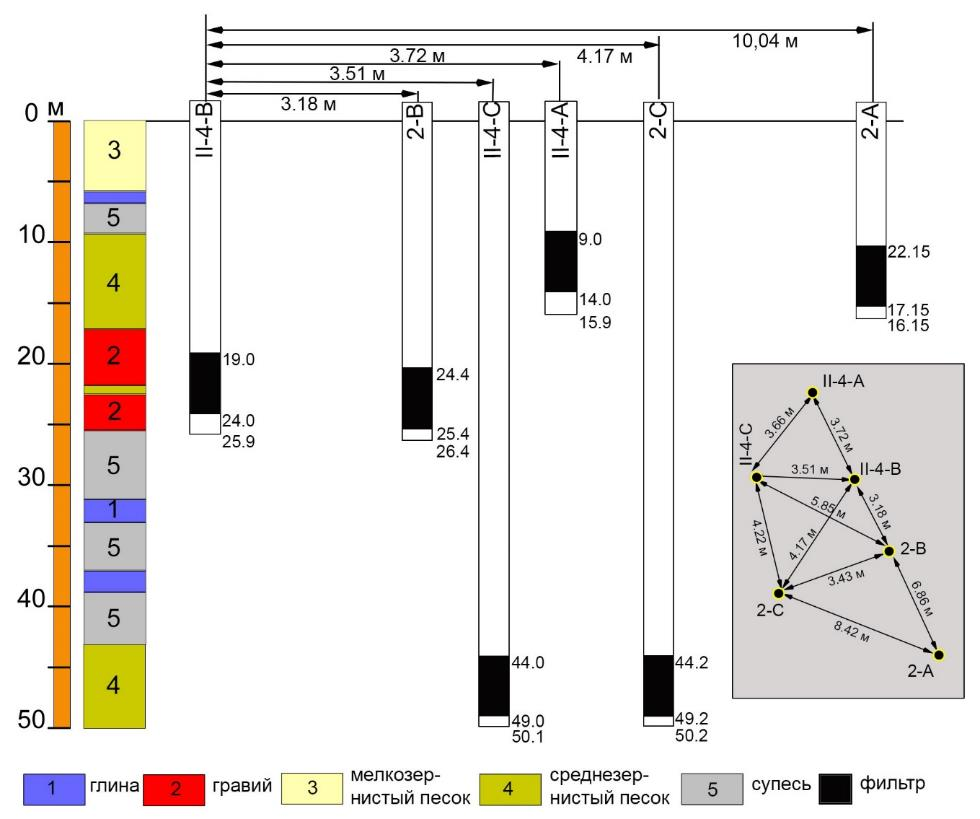 10,04 м
3.72 м
4.17 м
3.51 м
3.18 м
0 м
10
20
30
40
50
3
5
4
2
2
5
1
5
5
4
II-4-B
2-B
II-4-C
II-4-A
2-C
2-A
19.0
24.0
25.9
24.4
25.4
26.4
44.0
49.0
50.1
9.0
14.0
15.9
44.2
49.2
50.2
22.15
17.15
16.15
II-4-A
3.66 м
3.72 м
II-4-C
3.51 м
II-4-B
5.85 м
3.18 м
4.22 м
4.17 м
2-B
3.43 м
2-C
6.86 м
8.42 м
2-A
1 глина
2 гравий
3 мелкозер-
нистый песок
4 среднезер-
нистый песок
5 супесь
фильтр